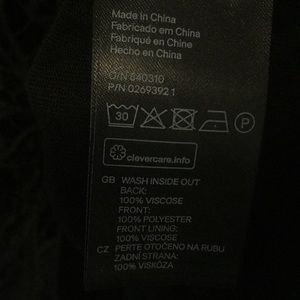 Made in China
Fabricado em China
Fabriqué en Chine
Hecho en China
O/N 640310
P/N 0269392 1
30
P
clevercare.info
GB WASH INSIDE OUT
BACK:
100% VISCOSE
FRONT:
100% POLYESTER
FRONT LINING:
100% VISCOSE
CZ PERTE OTOČENO NA RUBU
ZADNÍ STRANA:
100% VISKÓZA